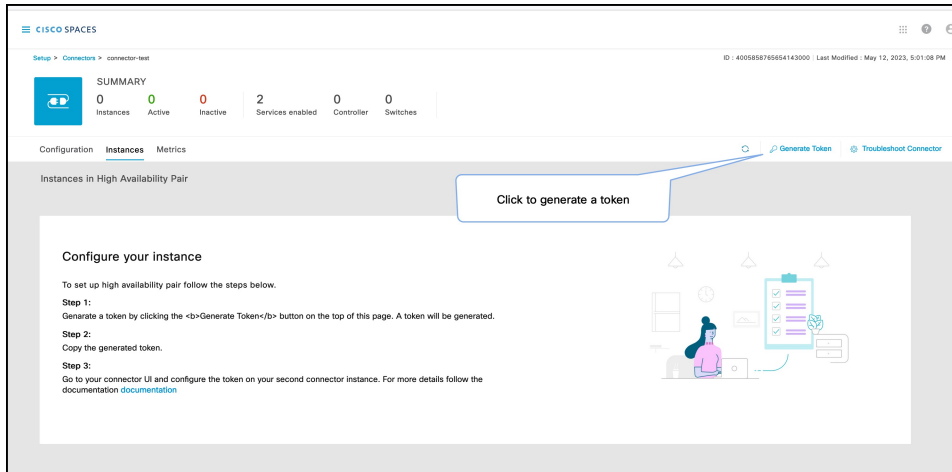 CISCO SPACES
Setup > Connectors > connector-test
ID : 4005858765654143000 | Last Modified : May 12, 2023, 5:01:08 PM
SUMMARY
0 0 0 2 0 0
Instances Active Inactive Services enabled Controller Switches
Configuration Instances Metrics
Generate Token Troubleshoot Connector
Instances in High Availability Pair
Click to generate a token
Configure your instance
To set up high availability pair follow the steps below.
Step 1:
Genarate a token by clicking the <b>Generate Token</b> button on the top of this page. A token will be generated.
Step 2:
Copy the generated token.
Step 3:
Go to your connector UI and configure the token on your second connector instance. For more details follow the
documentation documentation